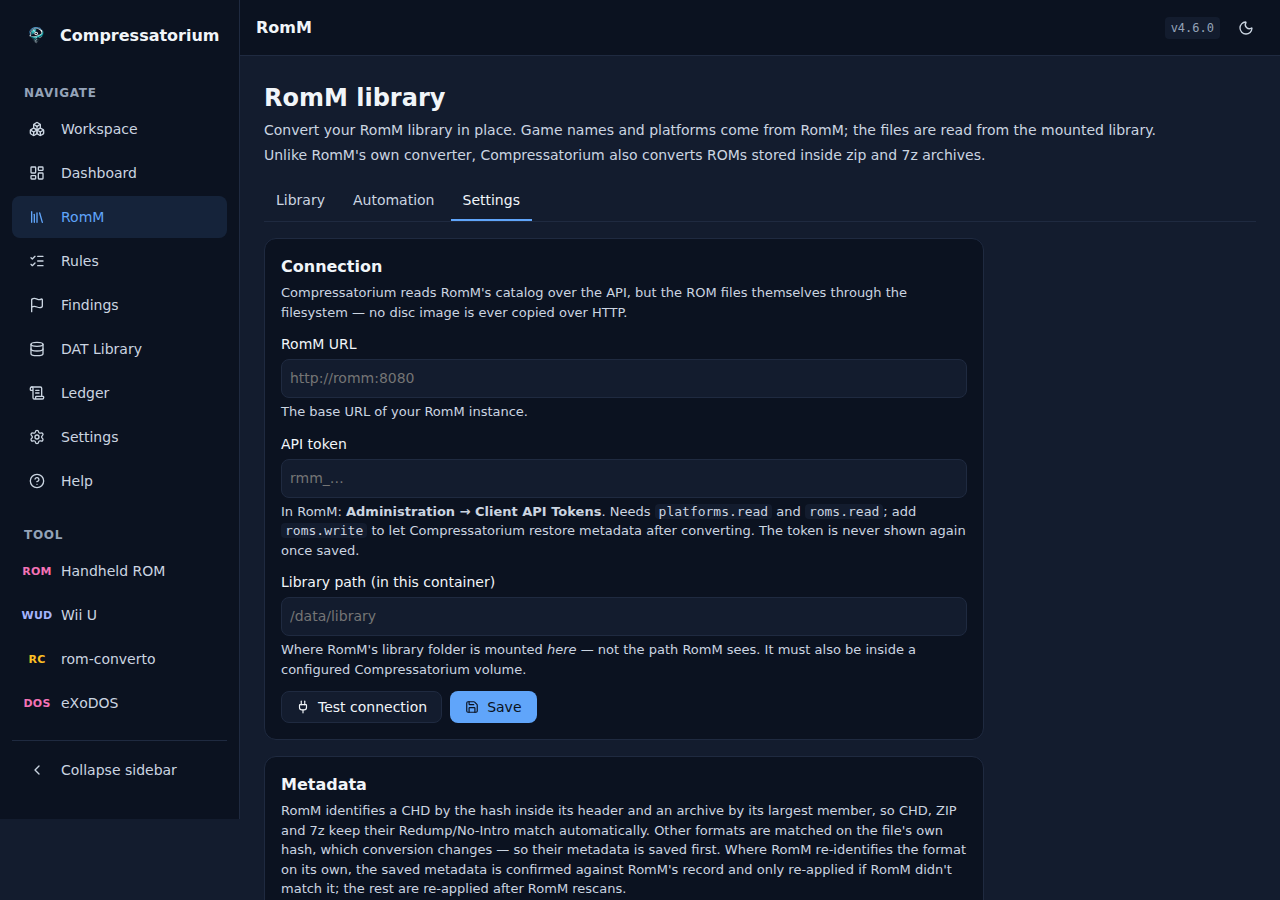 Compressatorium
NAVIGATE
Workspace
Dashboard
RomM
Rules
Findings
DAT Library
Ledger
Settings
Help
TOOL
ROM Handheld ROM
WUD Wii U
RC rom-converto
DOS eXoDOS
Collapse sidebar
RomM
v4.6.0
RomM library
Convert your RomM library in place. Game names and platforms come from RomM; the files are read from the mounted library.
Unlike RomM's own converter, Compressatorium also converts ROMs stored inside zip and 7z archives.
Library Automation Settings
Connection
Compressatorium reads RomM's catalog over the API, but the ROM files themselves through the
filesystem — no disc image is ever copied over HTTP.
RomM URL
http://romm:8080
The base URL of your RomM instance.
API token
rmm_...
In RomM: Administration → Client API Tokens. Needs platforms.read and roms.read; add
roms.write to let Compressatorium restore metadata after converting. The token is never shown again
once saved.
Library path (in this container)
/data/library
Where RomM's library folder is mounted here — not the path RomM sees. It must also be inside a
configured Compressatorium volume.
Test connection Save
Metadata
RomM identifies a CHD by the hash inside its header and an archive by its largest member, so CHD, ZIP
and 7z keep their Redump/No-Intro match automatically. Other formats are matched on the file's own
hash, which conversion changes — so their metadata is saved first. Where RomM re-identifies the format
on its own, the saved metadata is confirmed against RomM's record and only re-applied if RomM didn't
match it; the rest are re-applied after RomM rescans.